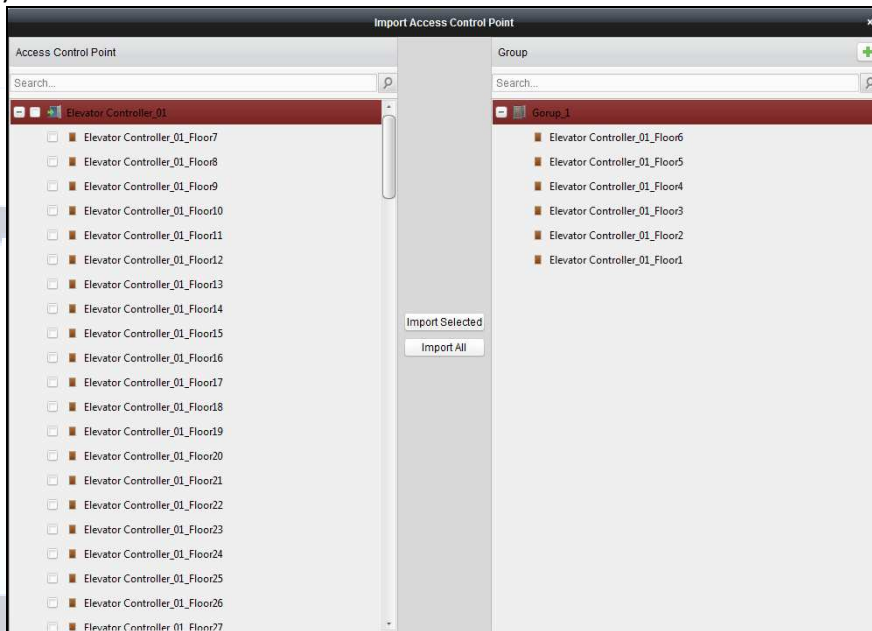 Import Access Control Point
Access Control Point
Search...
Elevator Controller_01
Elevator Controller_01_Floor7
Elevator Controller_01_Floor8
Elevator Controller_01_Floor9
Elevator Controller_01_Floor10
Elevator Controller_01_Floor11
Elevator Controller_01_Floor12
Elevator Controller_01_Floor13
Elevator Controller_01_Floor14
Elevator Controller_01_Floor15
Elevator Controller_01_Floor16
Elevator Controller_01_Floor17
Elevator Controller_01_Floor18
Elevator Controller_01_Floor19
Elevator Controller_01_Floor20
Elevator Controller_01_Floor21
Elevator Controller_01_Floor22
Elevator Controller_01_Floor23
Elevator Controller_01_Floor24
Elevator Controller_01_Floor25
Elevator Controller_01_Floor26
Elevator Controller_01_Floor27
Import Selected
Import All
Group
Search...
Gorup_1
Elevator Controller_01_Floor6
Elevator Controller_01_Floor5
Elevator Controller_01_Floor4
Elevator Controller_01_Floor3
Elevator Controller_01_Floor2
Elevator Controller_01_Floor1